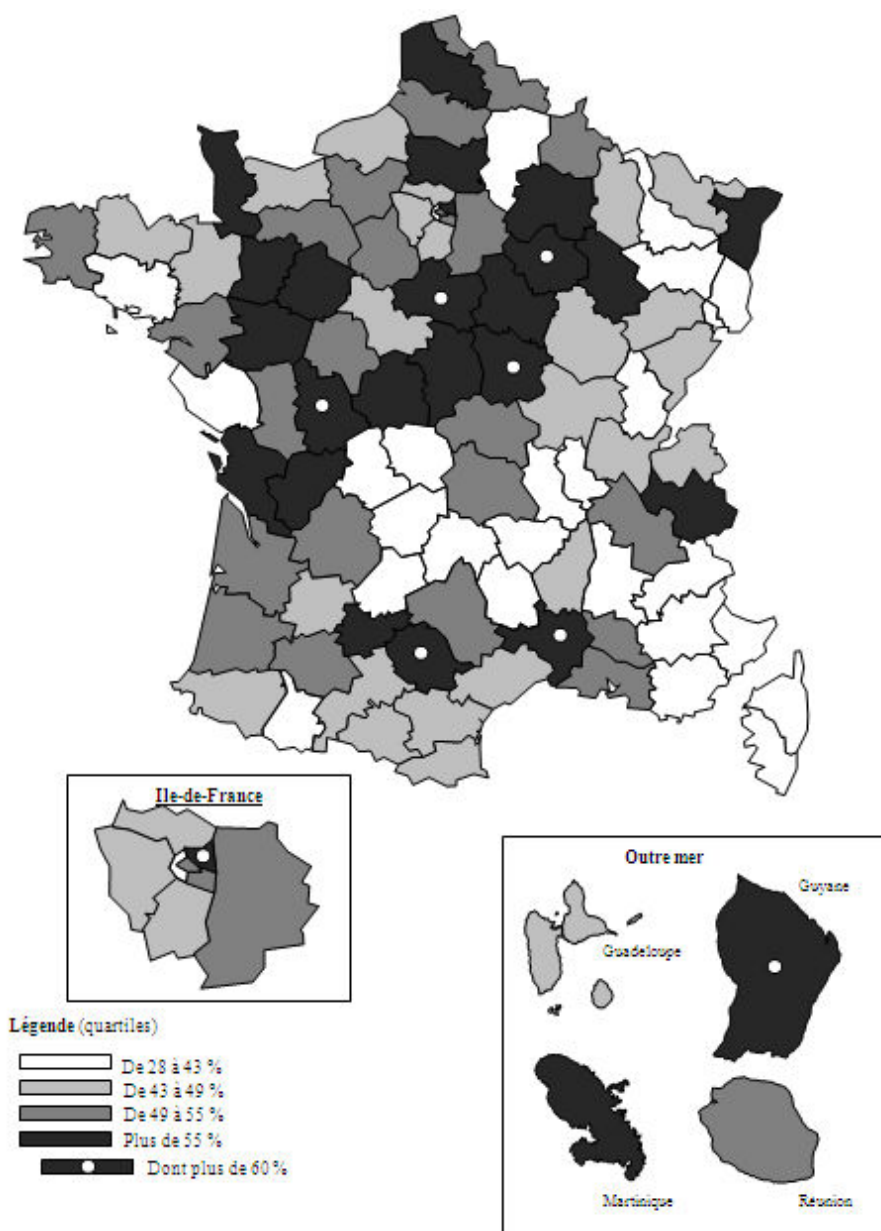 Ile-de-France
Outre mer
Guyane
Guadeloupe
Martinique
Réunion
Légende (quartiles)
De 28 à 43 %
De 43 à 49 %
De 49 à 55 %
Plus de 55 %
Dont plus de 60 %